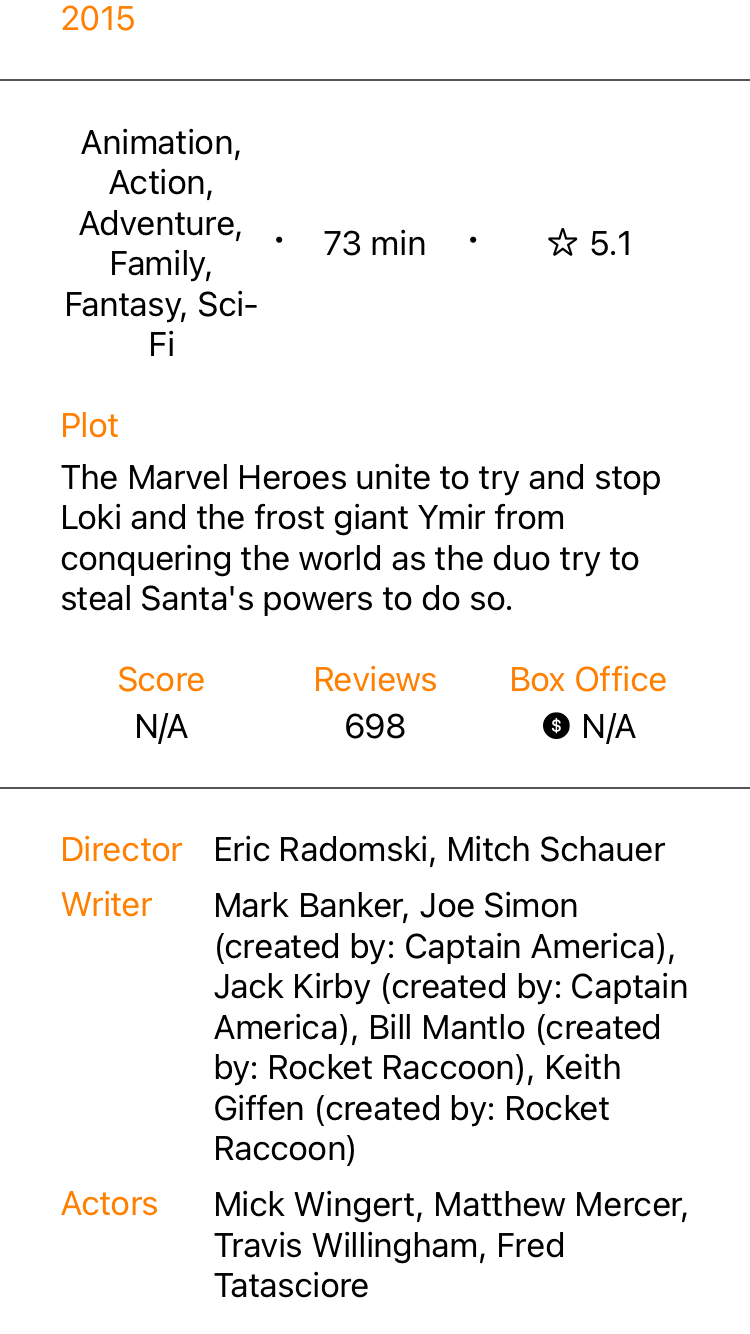 2015
Animation,
Action,
Adventure,
Family,
Fantasy, Sci-
Fi
· 73 min · ☆ 5.1
Plot
The Marvel Heroes unite to try and stop
Loki and the frost giant Ymir from
conquering the world as the duo try to
steal Santa's powers to do so.
Score Reviews Box Office
N/A 698 $ N/A
Director Eric Radomski, Mitch Schauer
Writer Mark Banker, Joe Simon
(created by: Captain America),
Jack Kirby (created by: Captain
America), Bill Mantlo (created
by: Rocket Raccoon), Keith
Giffen (created by: Rocket
Raccoon)
Actors Mick Wingert, Matthew Mercer,
Travis Willingham, Fred
Tatasciore